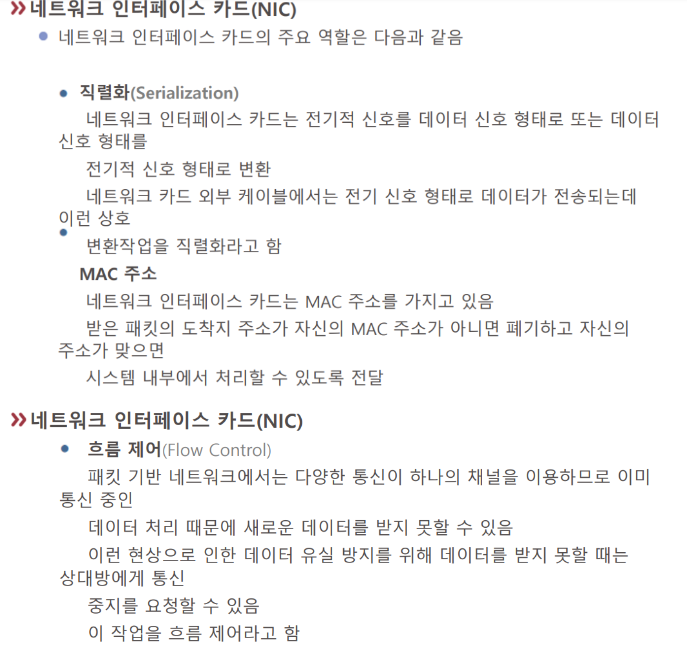 네트워크 인터페이스 카드(NIC)
네트워크 인터페이스 카드의 주요 역할은 다음과 같음
직렬화(Serialization)
네트워크 인터페이스 카드는 전기적 신호를 데이터 신호 형태로 또는 데이터
신호 형태를
전기적 신호 형태로 변환
네트워크 카드 외부 케이블에서는 전기 신호 형태로 데이터가 전송되는데
이런 상호
변환작업을 직렬화라고 함
MAC 주소
네트워크 인터페이스 카드는 MAC 주소를 가지고 있음
받은 패킷의 도착지 주소가 자신의 MAC 주소가 아니면 폐기하고 자신의
주소가 맞으면
시스템 내부에서 처리할 수 있도록 전달
네트워크 인터페이스 카드(NIC)
흐름 제어(Flow Control)
패킷 기반 네트워크에서는 다양한 통신이 하나의 채널을 이용하므로 이미
통신 중인
데이터 처리 때문에 새로운 데이터를 받지 못할 수 있음
이런 현상으로 인한 데이터 유실 방지를 위해 데이터를 받지 못할 때는
상대방에게 통신
중지를 요청할 수 있음
이 작업을 흐름 제어라고 함